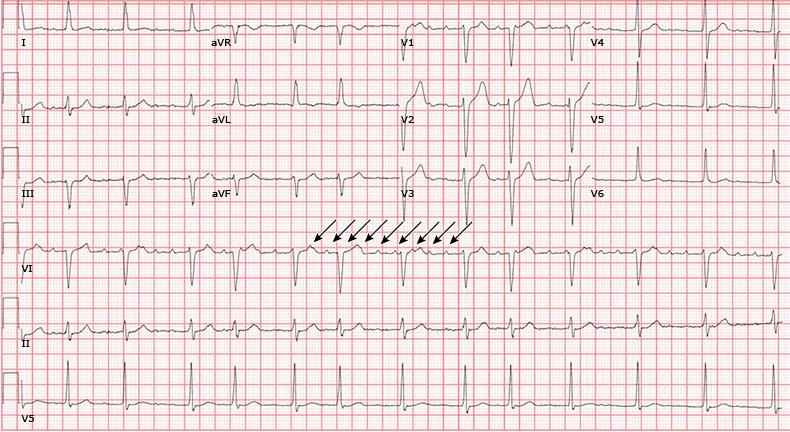 I aVR V1 V4
II aVL V2 V5
III aVF V3 V6
VI
II
V5